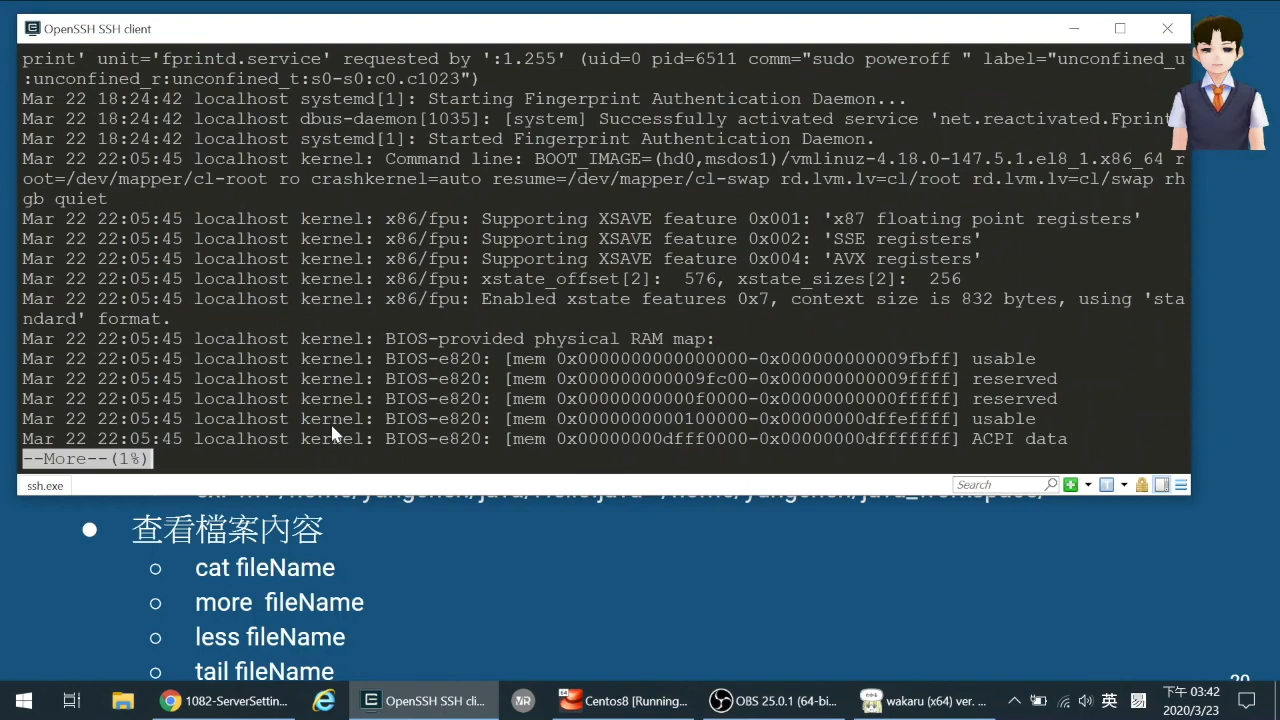 OpenSSH SSH client
print' unit='fprintd.service' requested by ':1.255' (uid=0 pid=6511 comm="sudo poweroff " label="unconfined_u
:unconfined_r:unconfined_t:s0-s0:c0.c1023")
Mar 22 18:24:42 localhost systemd[1]: Starting Fingerprint Authentication Daemon...
Mar 22 18:24:42 localhost dbus-daemon[1035]: [system] Successfully activated service 'net.reactivated.Fprint'
Mar 22 18:24:42 localhost systemd[1]: Started Fingerprint Authentication Daemon.
Mar 22 22:05:45 localhost kernel: Command line: BOOT_IMAGE=(hd0,msdos1)/vmlinuz-4.18.0-147.5.1.el8_1.x86_64 r
oot=/dev/mapper/cl-root ro crashkernel=auto resume=/dev/mapper/cl-swap rd.lvm.lv=cl/root rd.lvm.lv=cl/swap rh
gb quiet
Mar 22 22:05:45 localhost kernel: x86/fpu: Supporting XSAVE feature 0x001: 'x87 floating point registers'
Mar 22 22:05:45 localhost kernel: x86/fpu: Supporting XSAVE feature 0x002: 'SSE registers'
Mar 22 22:05:45 localhost kernel: x86/fpu: Supporting XSAVE feature 0x004: 'AVX registers'
Mar 22 22:05:45 localhost kernel: x86/fpu: xstate_offset[2]:  576, xstate_sizes[2]:  256
Mar 22 22:05:45 localhost kernel: x86/fpu: Enabled xstate features 0x7, context size is 832 bytes, using 'sta
ndard' format.
Mar 22 22:05:45 localhost kernel: BIOS-provided physical RAM map:
Mar 22 22:05:45 localhost kernel: BIOS-e820: [mem 0x0000000000000000-0x000000000009fbff] usable
Mar 22 22:05:45 localhost kernel: BIOS-e820: [mem 0x000000000009fc00-0x000000000009ffff] reserved
Mar 22 22:05:45 localhost kernel: BIOS-e820: [mem 0x00000000000f0000-0x00000000000fffff] reserved
Mar 22 22:05:45 localhost kernel: BIOS-e820: [mem 0x0000000000100000-0x00000000dffeffff] usable
Mar 22 22:05:45 localhost kernel: BIOS-e820: [mem 0x00000000dfff0000-0x00000000dfffffff] ACPI data
--More--(1%)
ssh.exe
Search
查看檔案內容
cat fileName
more fileName
less fileName
tail fileName
1082-ServerSettin...
OpenSSH SSH cli...
Centos8 [Running...
OBS 25.0.1 (64-bi...
wakaru (x64) ver. ...
英
下午 03:42
2020/3/23